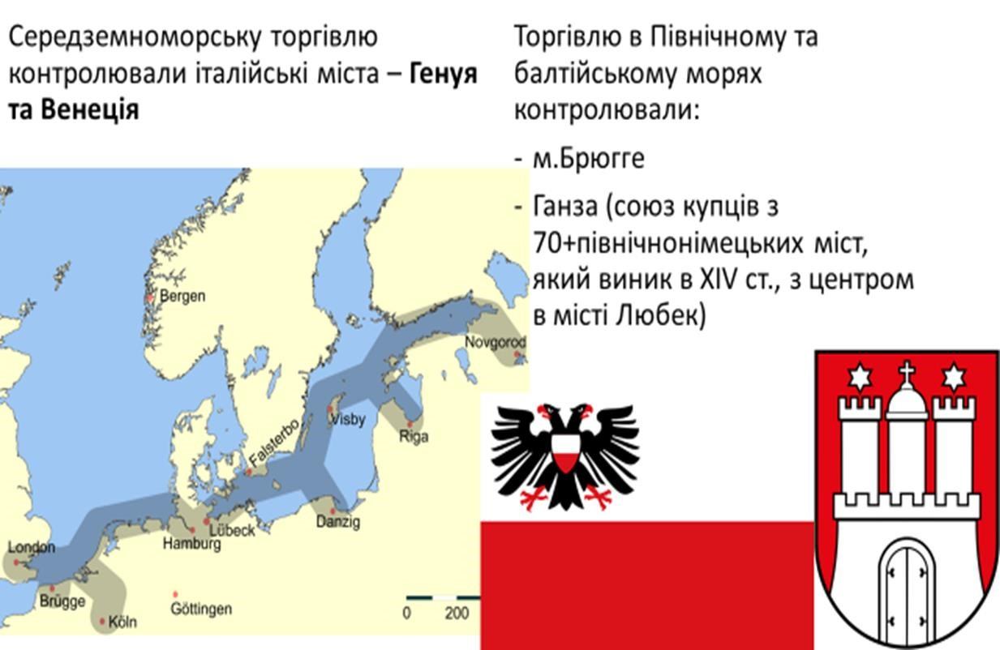 Середземноморську торгівлю
контролювали італійські міста – Генуя
та Венеція
Торгівлю в Північному та
балтійському морях
контролювали:
- м.Брюгге
- Ганза (союз купців з
70+північнонімецьких міст,
який виник в XIV ст., з центром
в місті Любек)
Bergen
Novgorod
Visby
Riga
Falsterbo
Danzig
Lübeck
Hamburg
London
Brügge
Göttingen
Köln
0 200